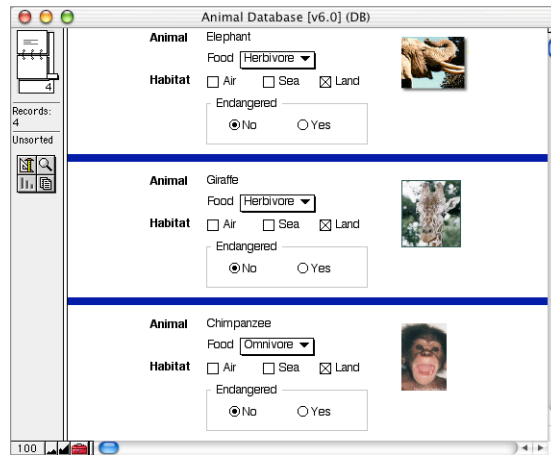 Animal Database [v6.0] (DB)
4
Records:
4
Unsorted
Animal Elephant
Food Herbivore
Habitat Air Sea Land
Endangered
No Yes
Animal Giraffe
Food Herbivore
Habitat Air Sea Land
Endangered
No Yes
Animal Chimpanzee
Food Omnivore
Habitat Air Sea Land
Endangered
No Yes
100